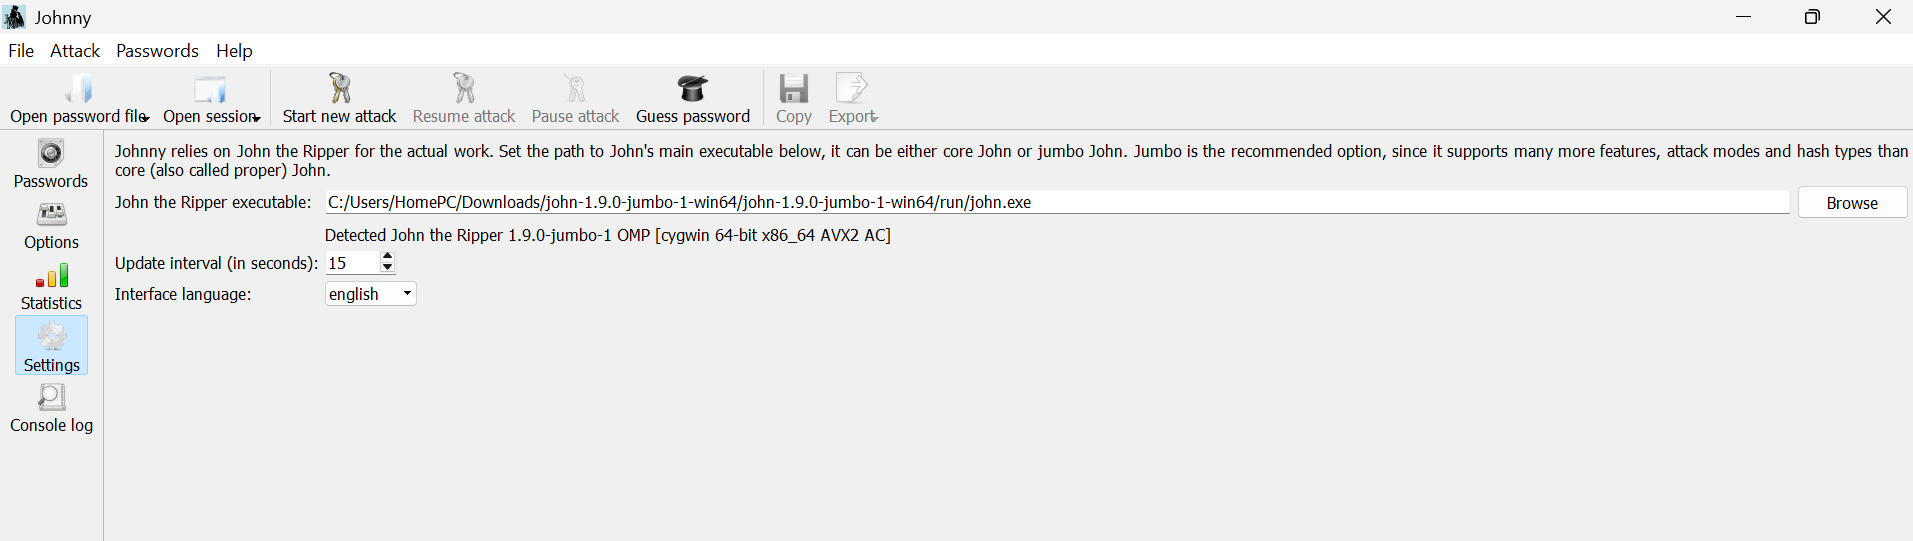 Johnny
File Attack Passwords Help
Open password file Open session Start new attack Resume attack Pause attack Guess password Copy Export
Passwords
Options
Statistics
Settings
Console log
Johnny relies on John the Ripper for the actual work. Set the path to John's main executable below, it can be either core John or jumbo John. Jumbo is the recommended option, since it supports many more features, attack modes and hash types than
core (also called proper) John.
John the Ripper executable: C:/Users/HomePC/Downloads/john-1.9.0-jumbo-1-win64/john-1.9.0-jumbo-1-win64/run/john.exe Browse
Detected John the Ripper 1.9.0-jumbo-1 OMP [cygwin 64-bit x86_64 AVX2 AC]
Update interval (in seconds): 15
Interface language: english